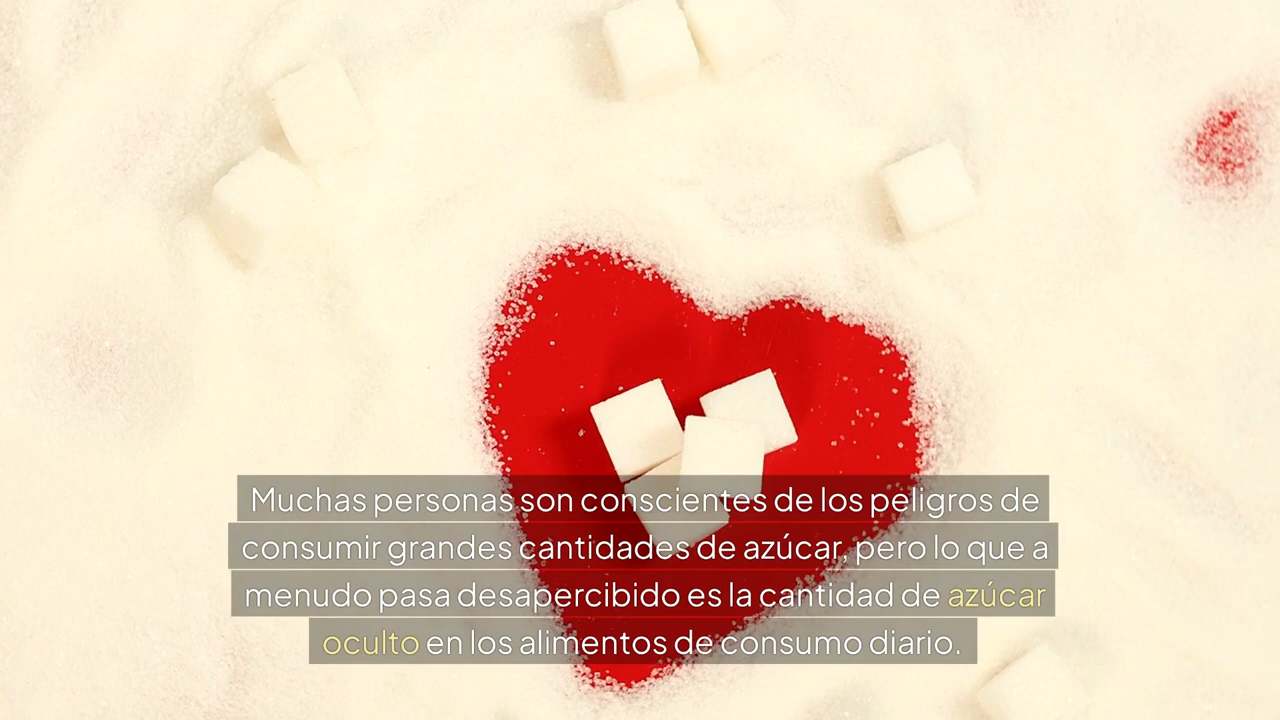 Muchas personas son conscientes de los peligros de
consumir grandes cantidades de azúcar, pero lo que a
menudo pasa desapercibido es la cantidad de azúcar
oculto en los alimentos de consumo diario.